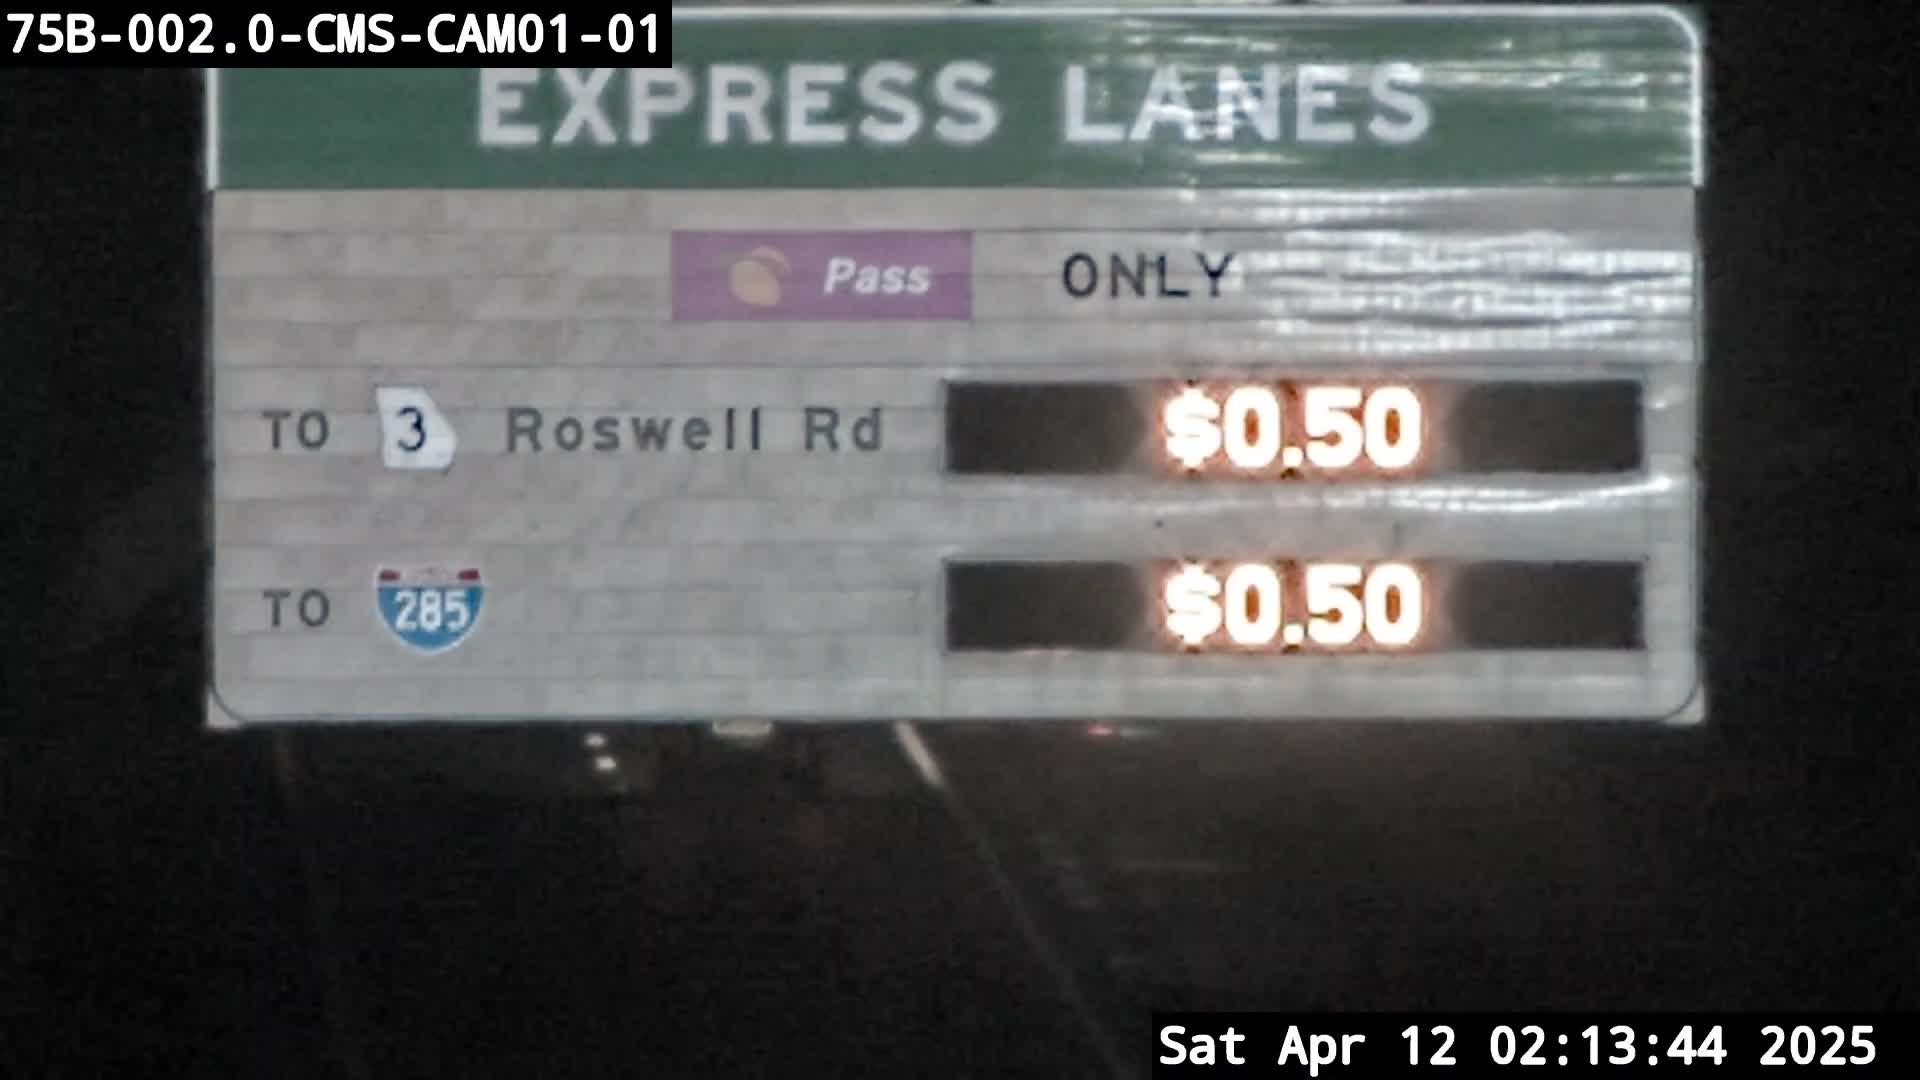 75B-002.0-CMS-CAM01-01
EXPRESS LANES
Pass ONLY
TO 3 Roswell Rd $0.50
TO 285 $0.50
Sat Apr 12 02:13:44 2025